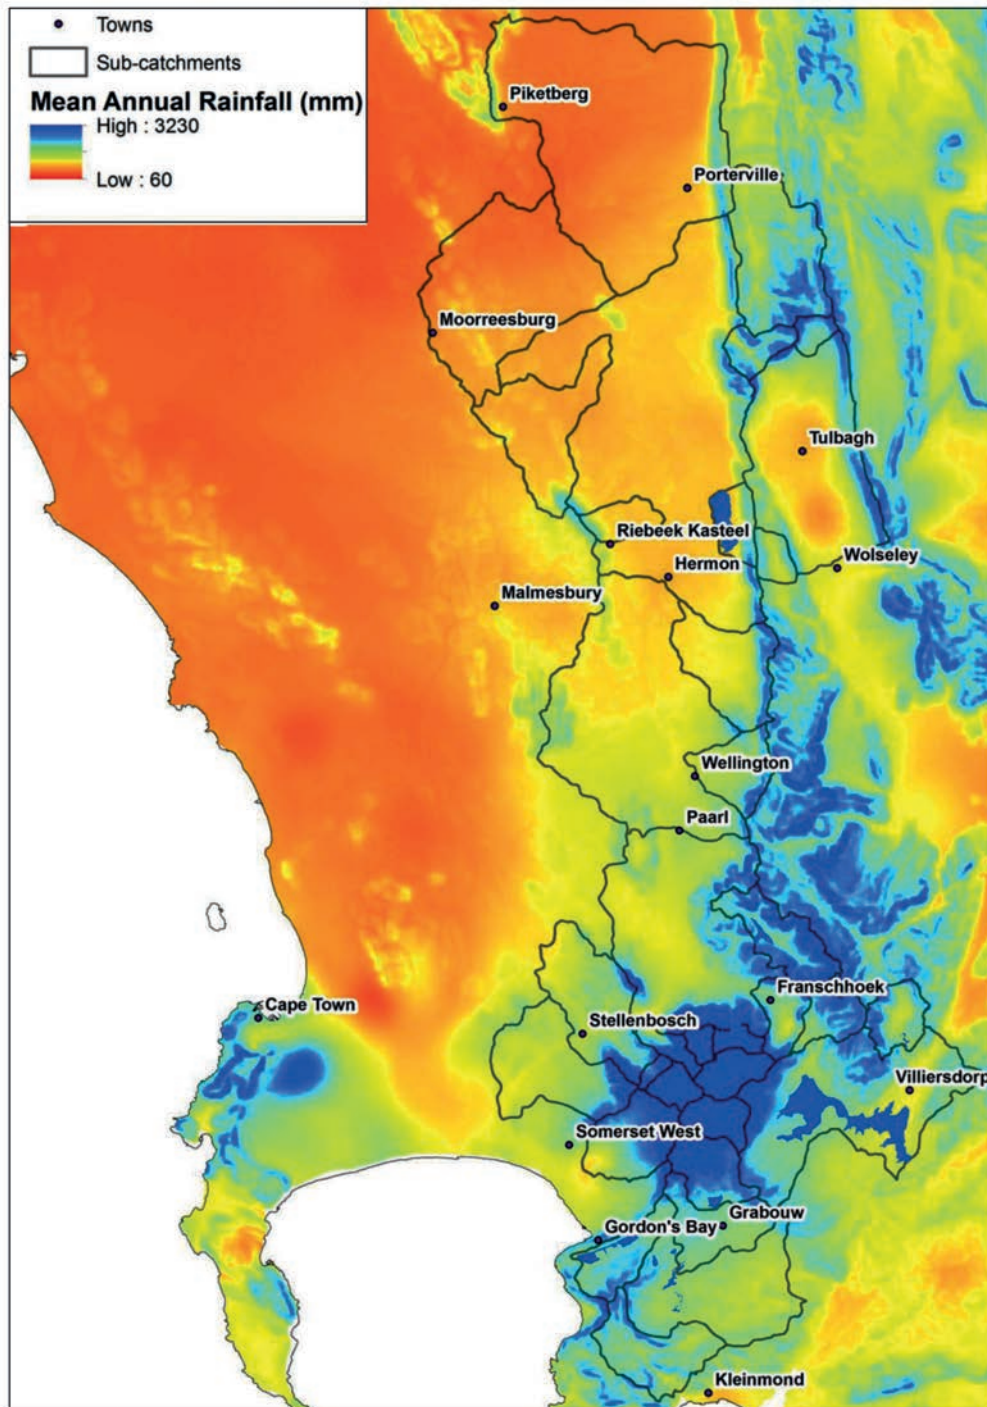 Towns
Sub-catchments
Mean Annual Rainfall (mm)
High : 3230
Low : 60
Piketberg
Porterville
Moorreesburg
Tulbagh
Riebeek Kasteel
Wolseley
Hermon
Malmesbury
Wellington
Paarl
Franschhoek
Cape Town
Stellenbosch
Villiersdorp
Somerset West
Grabouw
Gordon's Bay
Kleinmond